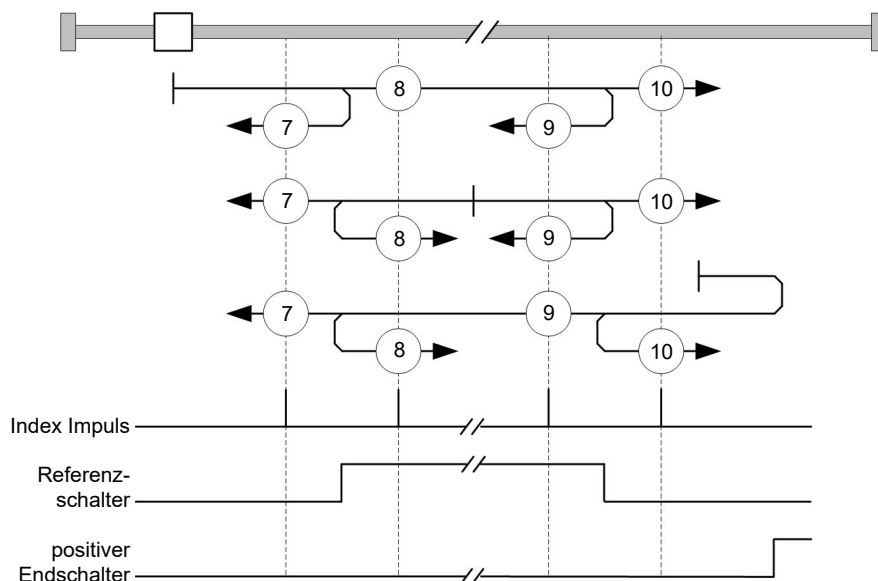 8
10
7
9
7
10
8
9
7
9
8
10
Index Impuls
Referenz-
schalter
positiver
Endschalter